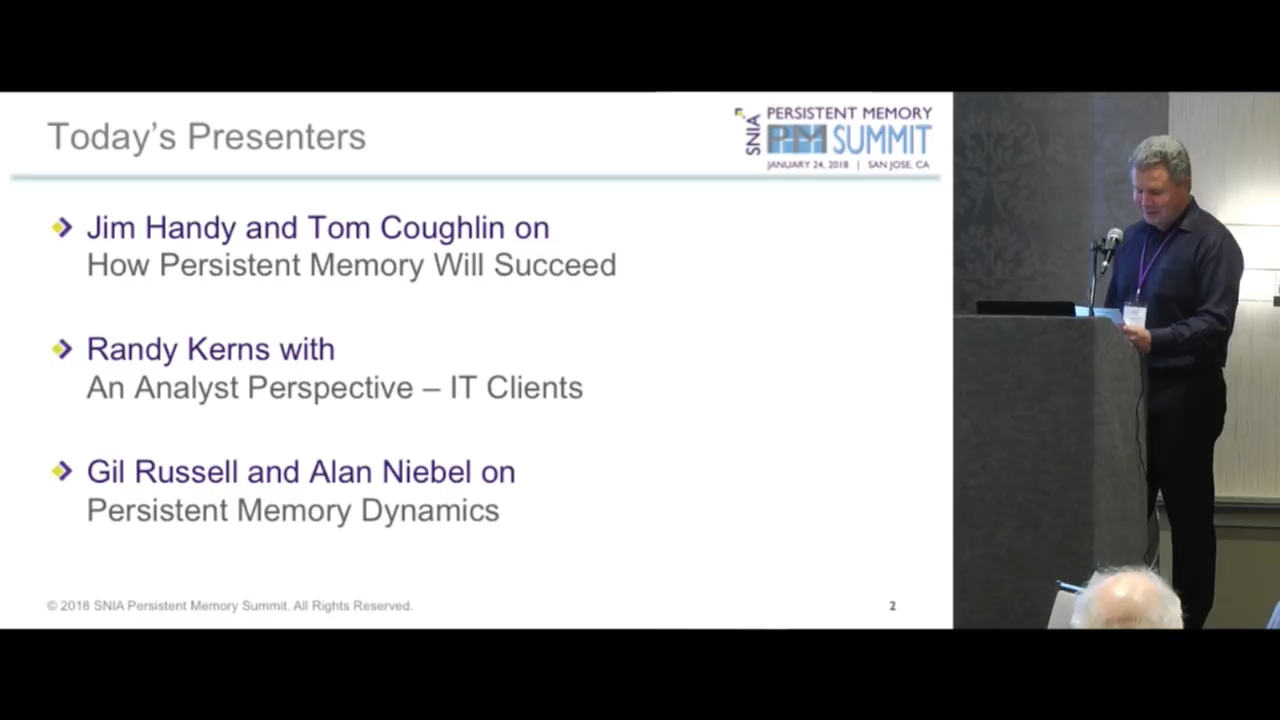 Today's Presenters
SNIA
PERSISTENT MEMORY
PM SUMMIT
JANUARY 24, 2018 | SAN JOSE, CA
Jim Handy and Tom Coughlin on
How Persistent Memory Will Succeed
Randy Kerns with
An Analyst Perspective – IT Clients
Gil Russell and Alan Niebel on
Persistent Memory Dynamics
© 2018 SNIA Persistent Memory Summit. All Rights Reserved.
2